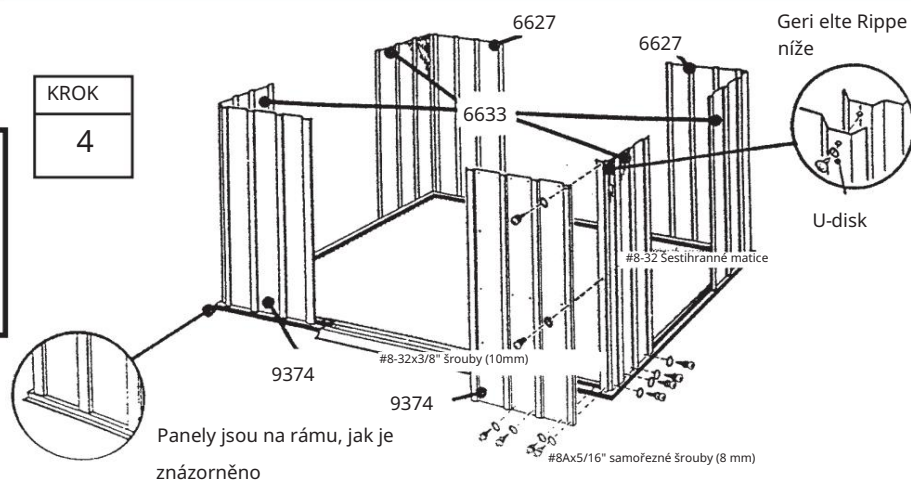 6627
Geri elte Rippe
níže
6627
KROK
4
6633
U-disk
#8-32 Šestihranné matice
#8-32x3/8" šrouby (10mm)
9374
9374
Panely jsou na rámu, jak je
znázorněno
#8Ax5/16" samořezné šrouby (8 mm)